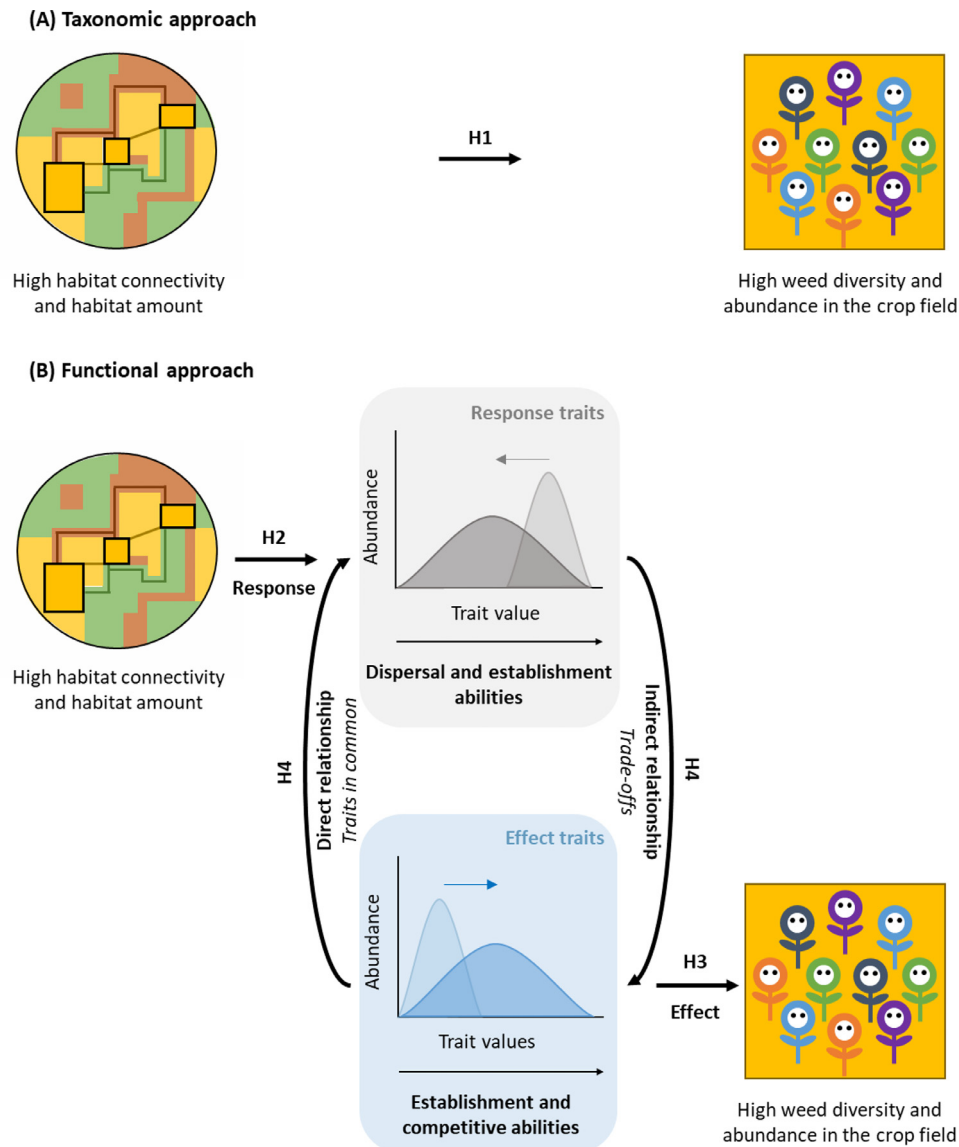 (A) Taxonomic approach
H1
High habitat connectivity
and habitat amount
High weed diversity and
abundance in the crop field
(B) Functional approach
Response traits
Abundance
Trait value
Dispersal and establishment
abilities
H2
Response
High habitat connectivity
and habitat amount
H4
Direct relationship
Traits in common
Indirect relationship
Trade-offs
H4
Effect traits
Abundance
Trait values
Establishment and
competitive abilities
H3
Effect
High weed diversity and
abundance in the crop field